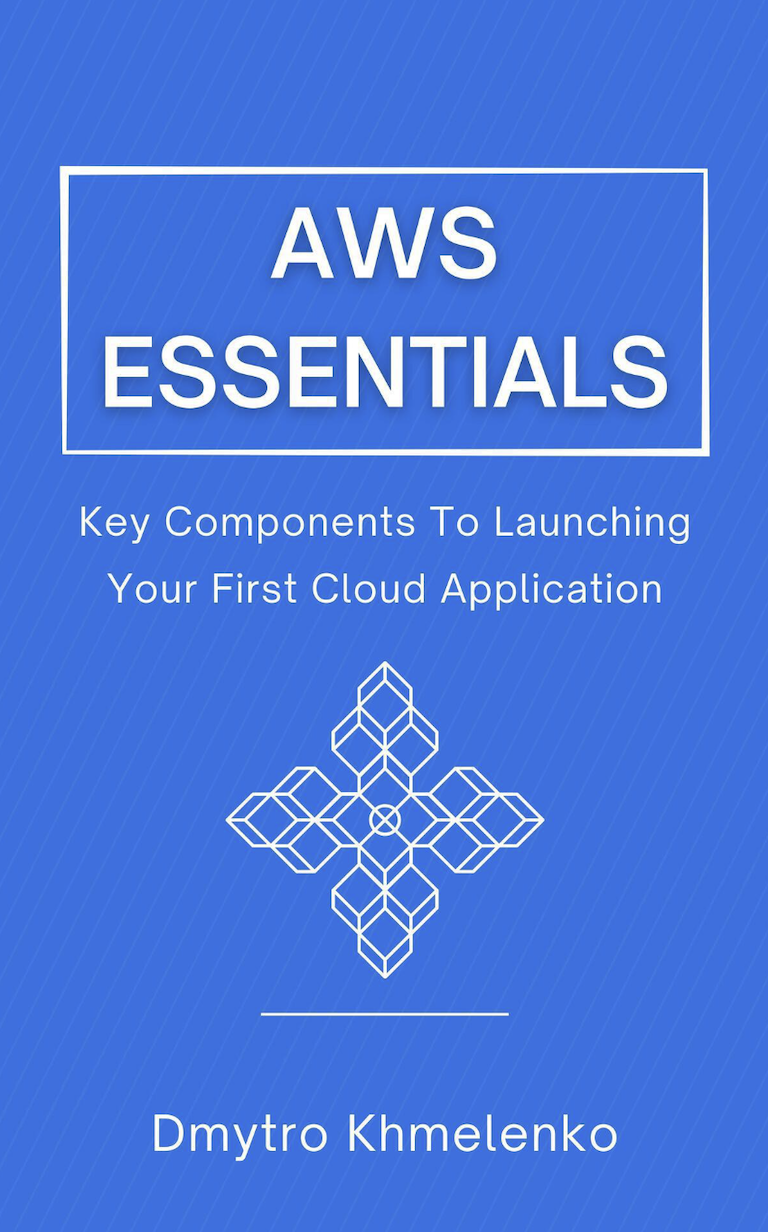 AWS
ESSENTIALS
Key Components To Launching
Your First Cloud Application
Dmytro Khmelenko